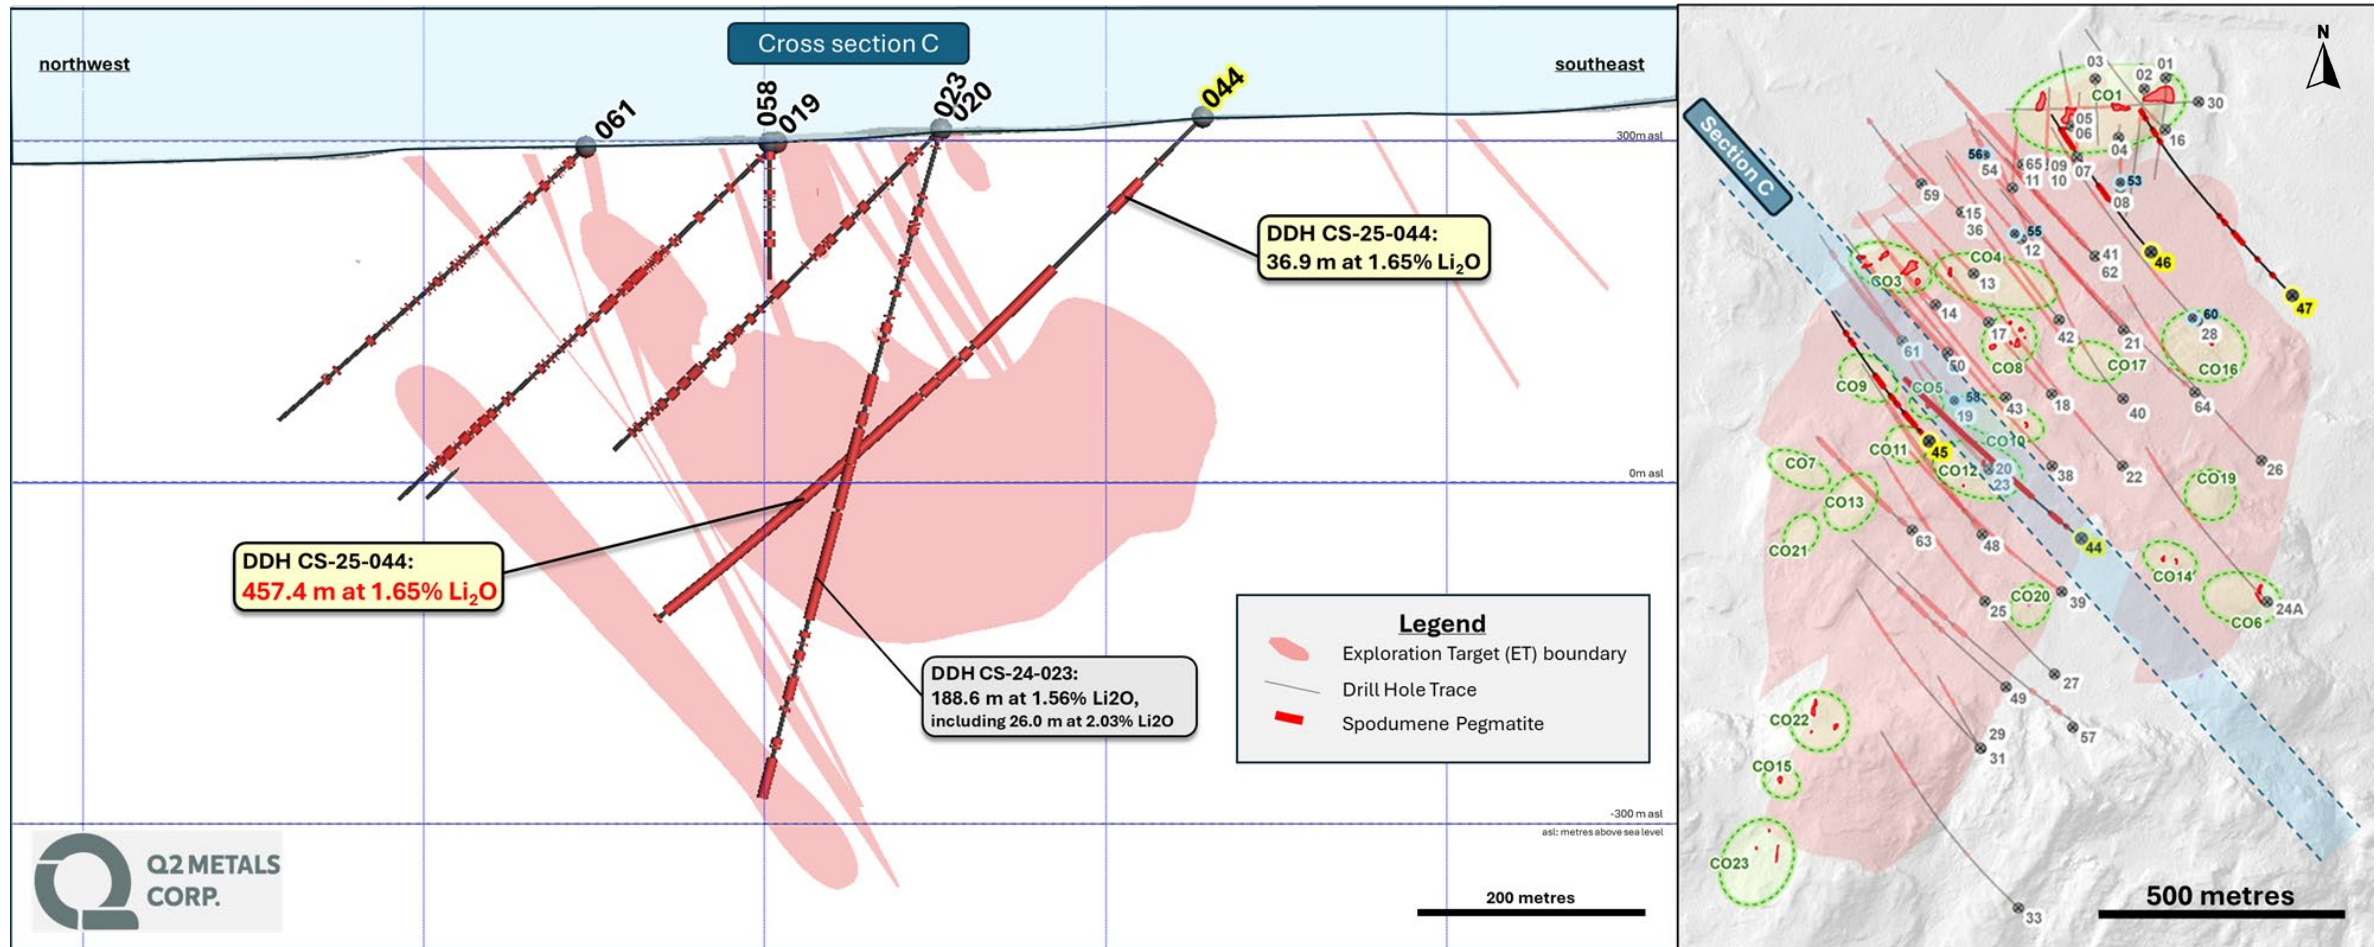 Cross section C
northwest
southeast
061
058
019
023
020
044
300m asl
0m asl
-300 m asl
asl: metres above sea level
DDH CS-25-044:
36.9 m at 1.65% Li₂O
DDH CS-25-044:
457.4 m at 1.65% Li₂O
DDH CS-24-023:
188.6 m at 1.56% Li2O,
including 26.0 m at 2.03% Li2O
Legend
Exploration Target (ET) boundary
Drill Hole Trace
Spodumene Pegmatite
Q2 METALS
CORP.
200 metres
N
Section C
03
01
02
CO1
30
05
06
04
16
56
54
65
09
07
11
10
53
08
59
15
36
55
12
41
62
46
47
CO3
CO4
13
14
17
42
21
60
28
61
50
CO8
CO17
CO16
CO9
CO5
58
19
43
18
40
64
CO11
45
CO10
CO7
CO12
20
23
38
22
26
CO19
CO13
CO21
63
48
44
CO14
25
CO20
39
24A
CO6
27
49
CO22
29
31
57
CO15
CO23
33
500 metres